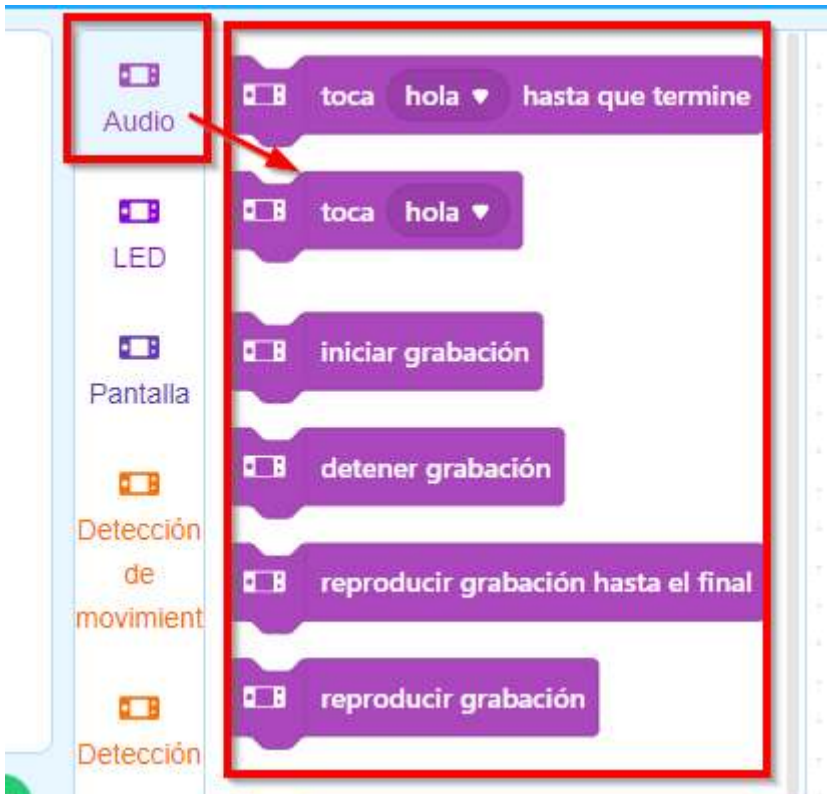 Audio
LED
Pantalla
Detección
de
movimient
Detección
toca hola hasta que termine
toca hola
iniciar grabación
detener grabación
reproducir grabación hasta el final
reproducir grabación